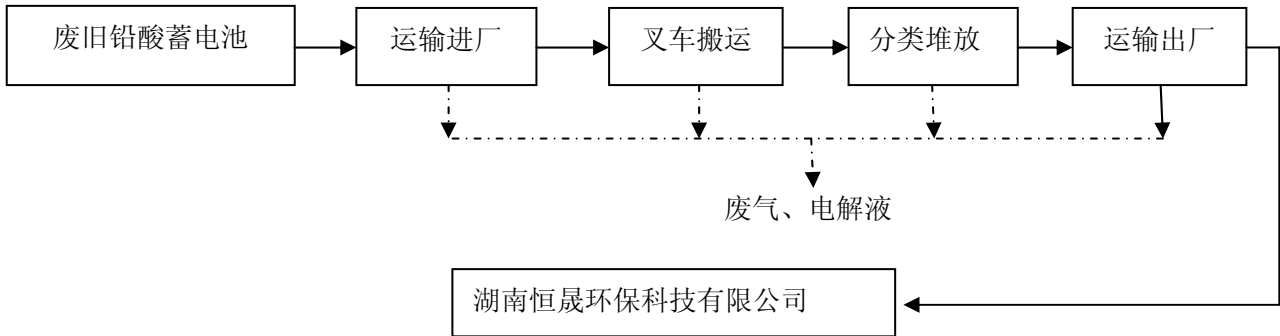 废旧铅酸蓄电池
运输进厂
叉车搬运
分类堆放
运输出厂
废气、电解液
湖南恒晟环保科技有限公司